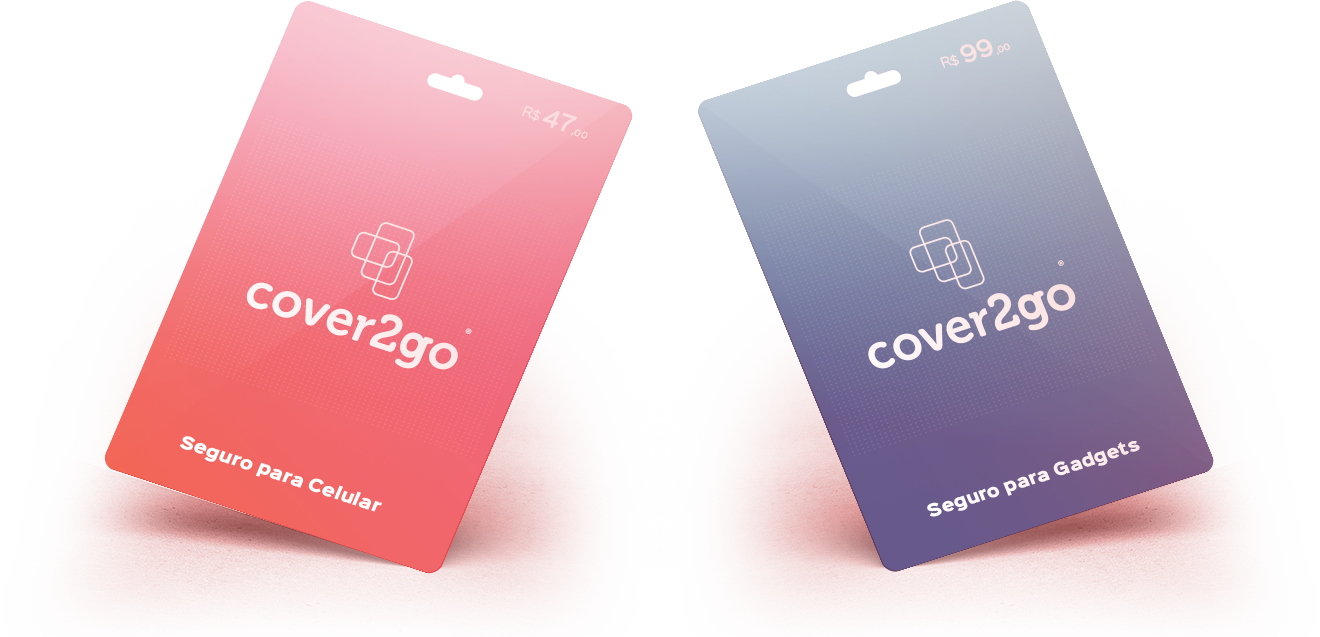 R$ 47,00
cover2go®
Seguro para Celular
R$ 99,00
cover2go®
Seguro para Gadgets